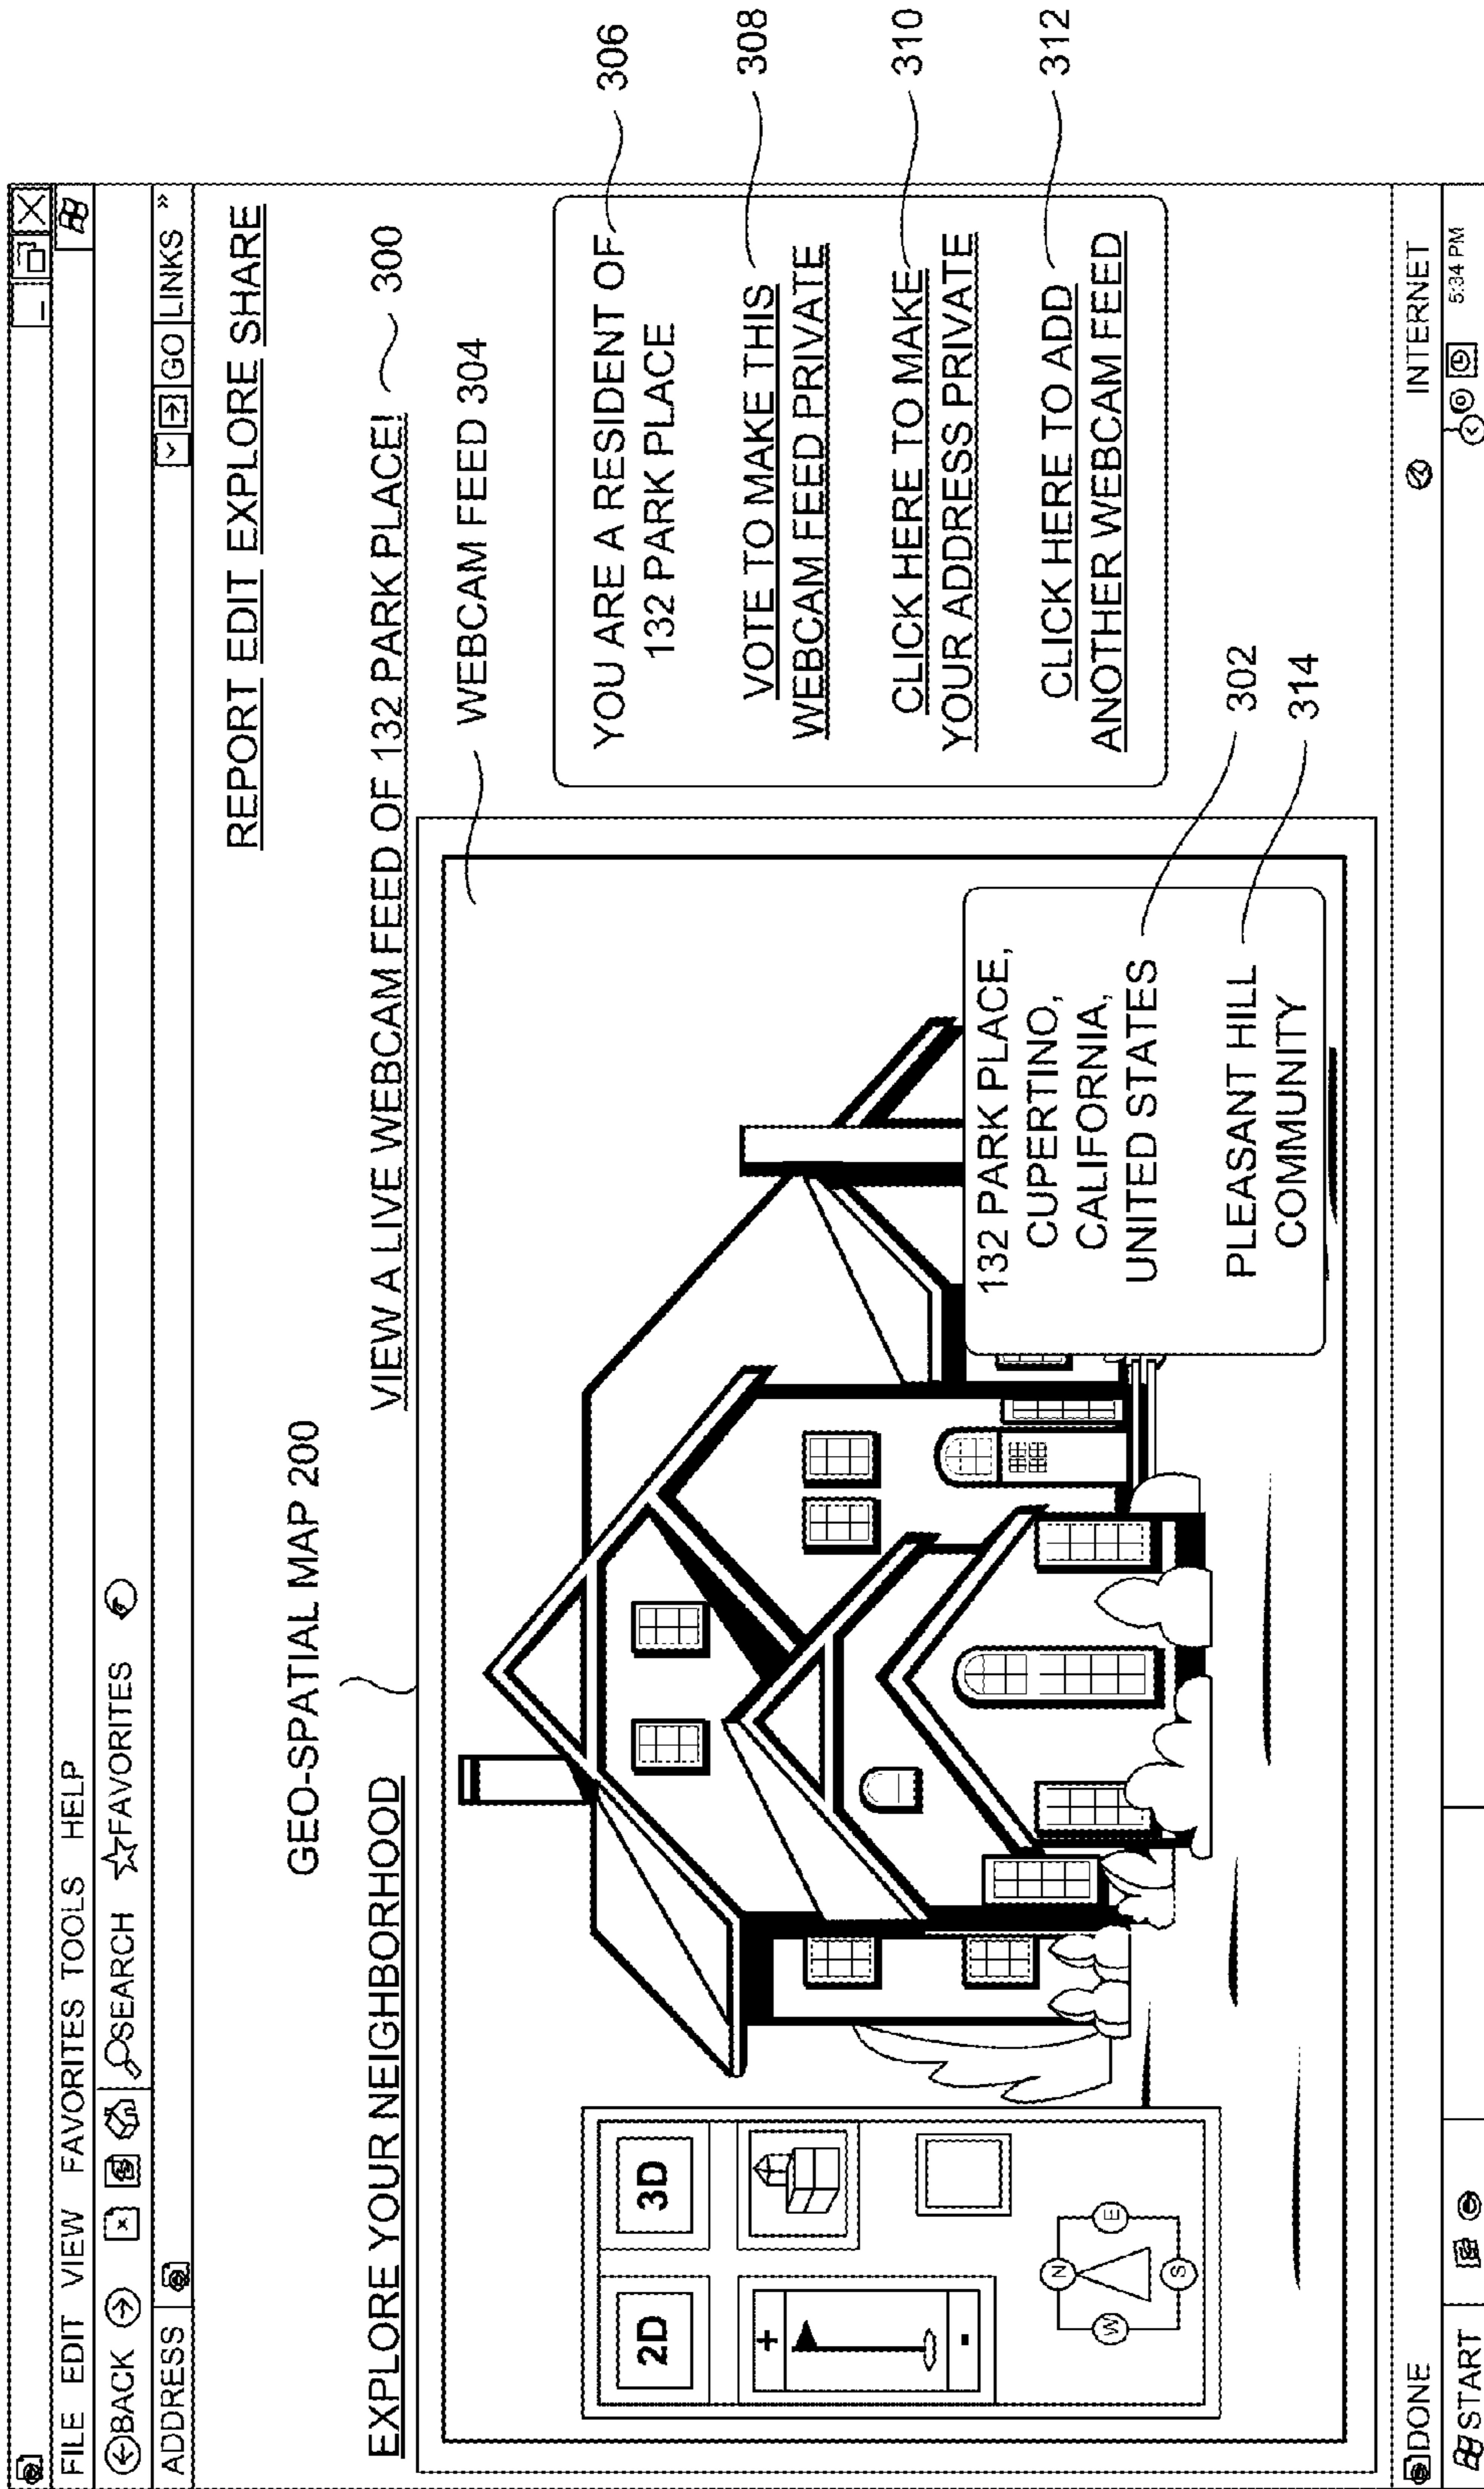 FILE EDIT VIEW FAVORITES TOOLS HELP
BACK SEARCH FAVORITES
ADDRESS GO LINKS »
REPORT EDIT EXPLORE SHARE
GEO-SPATIAL MAP 200
EXPLORE YOUR NEIGHBORHOOD
VIEW A LIVE WEBCAM FEED OF 132 PARK PLACE! 300
WEBCAM FEED 304
2D 3D
+
-
N
W E
S
132 PARK PLACE,
CUPERTINO,
CALIFORNIA,
UNITED STATES 302
PLEASANT HILL 314
COMMUNITY
YOU ARE A RESIDENT OF 306
132 PARK PLACE
VOTE TO MAKE THIS 308
WEBCAM FEED PRIVATE
CLICK HERE TO MAKE 310
YOUR ADDRESS PRIVATE
CLICK HERE TO ADD 312
ANOTHER WEBCAM FEED
DONE INTERNET
START 5:34 PM